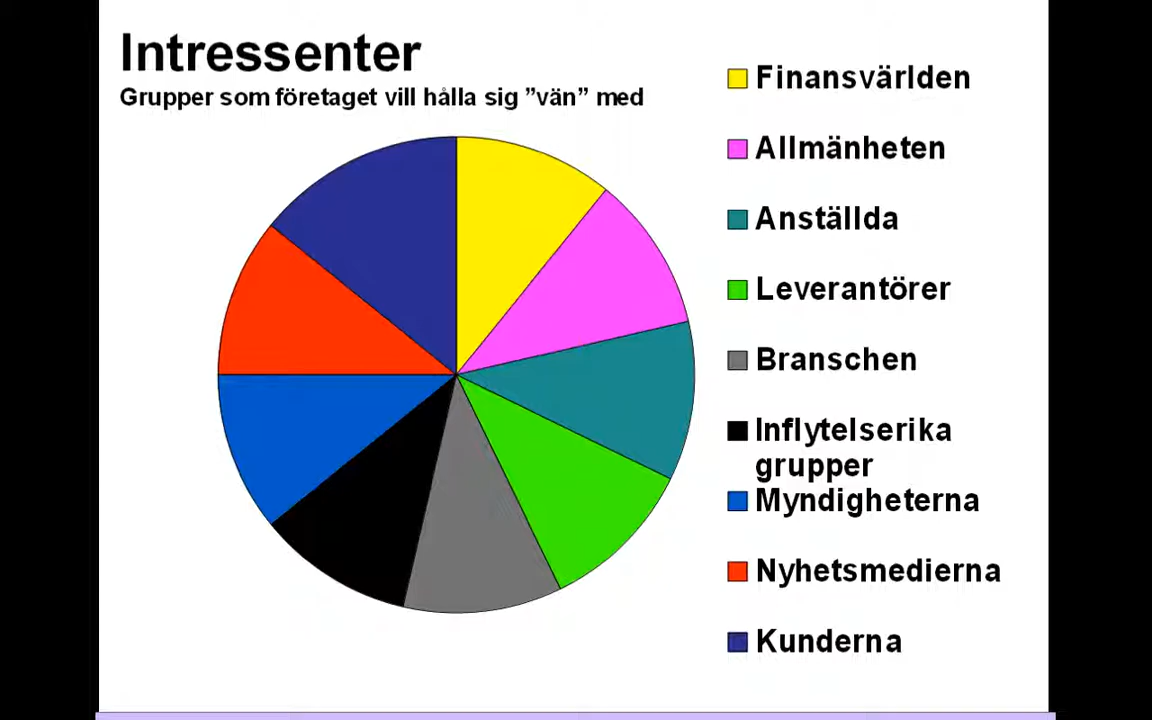 Intressenter
Grupper som företaget vill hålla sig ”vän” med
Finansvärlden
Allmänheten
Anställda
Leverantörer
Branschen
Inflytelserika
grupper
Myndigheterna
Nyhetsmedierna
Kunderna